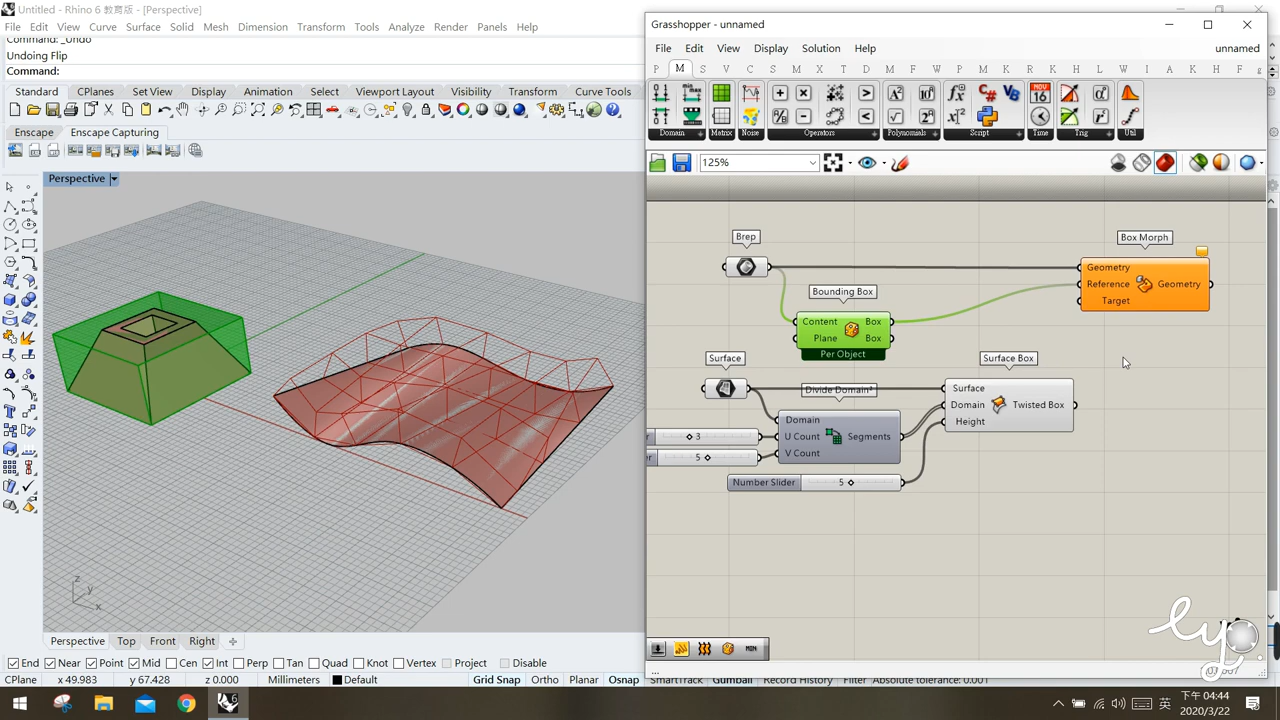 Untitled - Rhino 6 教育版 - [Perspective]
File Edit View Curve Surface Solid Mesh Dimension Transform Tools Analyze Render Panels Help
Command: _Undo
Undoing Flip
Command:
Standard CPlanes Set View Display Animation Select Viewport Layout Visibility Transform Curve Tools
Enscape Enscape Capturing
Perspective
z
y
x
Perspective Top Front Right
End Near Point Mid Cen Int Perp Tan Quad Knot Vertex Project Disable
CPlane x 49.983 y 67.428 z 0.000 Millimeters Default Grid Snap Ortho Planar Osnap SmartTrack Gumball Record History Filter Absolute tolerance: 0.001
Grasshopper - unnamed
File Edit View Display Solution Help unnamed
P M S V C S M X T D M F W P M B W I A K H F g
Domain Matrix Noise Operators Polynomials Script Time Trig Util
125%
Brep
Box Morph
Geometry
Reference Geometry
Target
Bounding Box
Content Box
Plane Box
Per Object
Surface
Divide Domain²
Surface Box
Surface
Domain Twisted Box
Height
Domain
U Count Segments
V Count
3
5
Number Slider 5
ly
...
英
下午 04:44
2020/3/22